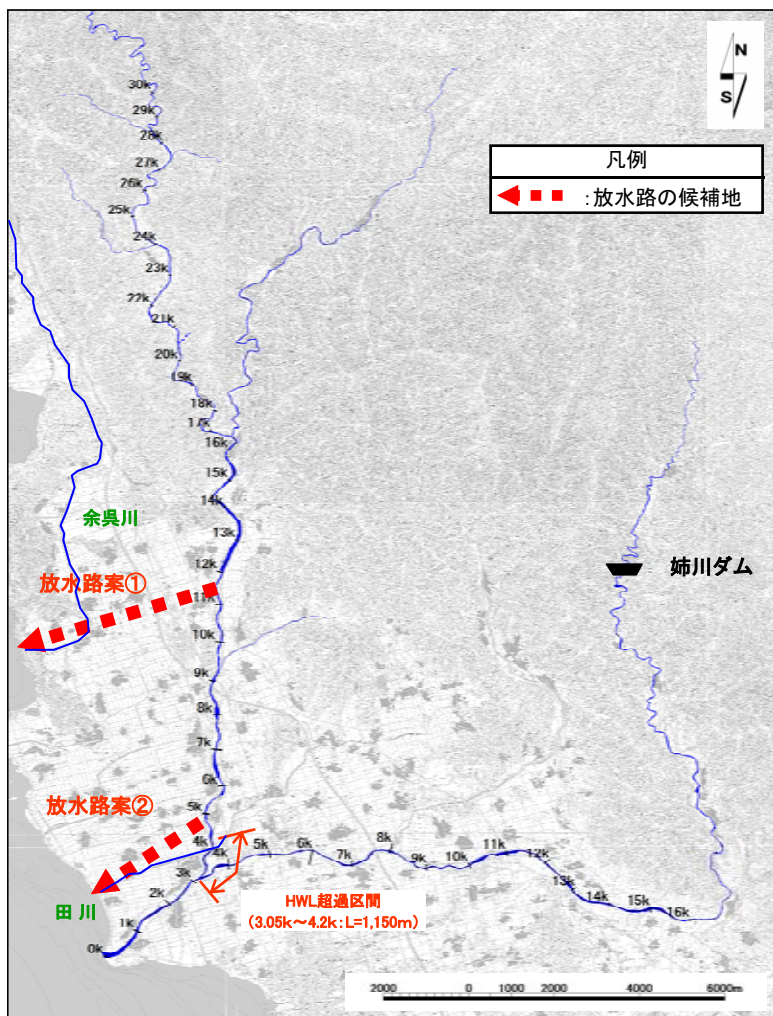 N
S
凡例
:放水路の候補地
30k
29k
28k
27k
26k
25k
24k
23k
22k
21k
20k
19k
18k
17k
16k
15k
14k
13k
12k
11k
10k
9k
8k
7k
6k
5k
4k
3k
2k
1k
0k
4k
5k
6k
7k
8k
9k
10k
11k
12k
13k
14k
15k
16k
余呉川
放水路案①
姉川ダム
放水路案②
田川
HWL超過区間
(3.05k～4.2k:L=1,150m)
2000 0 1000 2000 4000 6000m